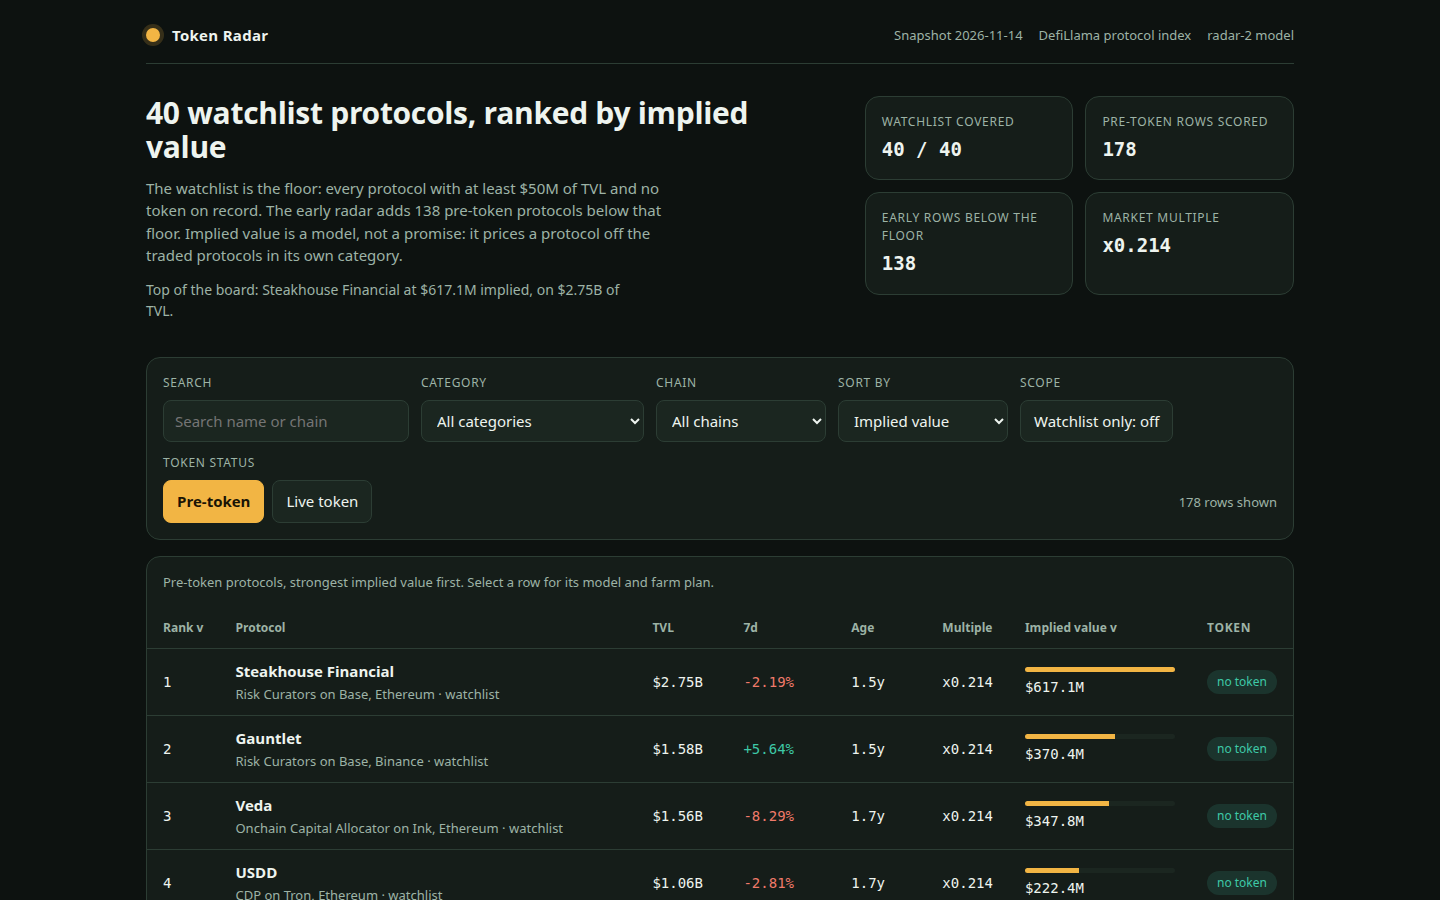 Token Radar
Snapshot 2026-11-14 DefiLlama protocol index radar-2 model
40 watchlist protocols, ranked by implied
value
The watchlist is the floor: every protocol with at least $50M of TVL and no
token on record. The early radar adds 138 pre-token protocols below that
floor. Implied value is a model, not a promise: it prices a protocol off the
traded protocols in its own category.
Top of the board: Steakhouse Financial at $617.1M implied, on $2.75B of
TVL.
WATCHLIST COVERED
40 / 40
PRE-TOKEN ROWS SCORED
178
EARLY ROWS BELOW THE
FLOOR
138
MARKET MULTIPLE
x0.214
SEARCH CATEGORY CHAIN SORT BY SCOPE
Search name or chain All categories All chains Implied value Watchlist only: off
TOKEN STATUS
Pre-token Live token 178 rows shown
Pre-token protocols, strongest implied value first. Select a row for its model and farm plan.
Rank v Protocol TVL 7d Age Multiple Implied value v TOKEN
1 Steakhouse Financial $2.75B -2.19% 1.5y x0.214 $617.1M no token
Risk Curators on Base, Ethereum · watchlist
2 Gauntlet $1.58B +5.64% 1.5y x0.214 $370.4M no token
Risk Curators on Base, Binance · watchlist
3 Veda $1.56B -8.29% 1.7y x0.214 $347.8M no token
Onchain Capital Allocator on Ink, Ethereum · watchlist
4 USDD $1.06B -2.81% 1.7y x0.214 $222.4M no token
CDP on Tron, Ethereum · watchlist